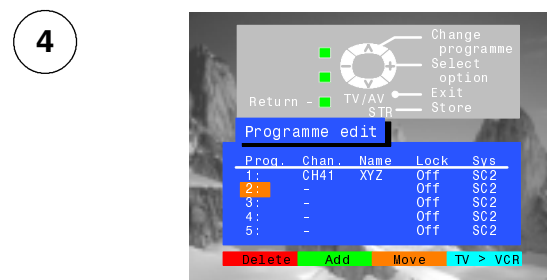 4
Change
programme
Select
option
TV/AV
Exit
Return –
STR
Store
Programme edit
Prog. Chan. Name Lock Sys
1: CH41 XYZ Off SC2
2: – Off SC2
3: – Off SC2
4: – Off SC2
5: – Off SC2
Delete Add Move TV > VCR